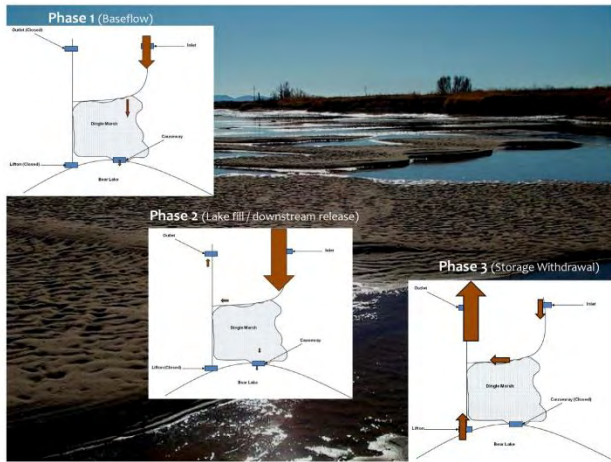 Phase 1 (Baseflow)
Outlet (Closed)
Inlet
Dingle Marsh
Lifton (Closed)
Causeway
Bear Lake
Phase 2 (Lake fill / downstream release)
Outlet
Inlet
Dingle Marsh
Causeway
Lifton (Closed)
Bear Lake
Phase 3 (Storage Withdrawal)
Outlet
Inlet
Dingle Marsh
Causeway (Closed)
Lifton
Bear Lake